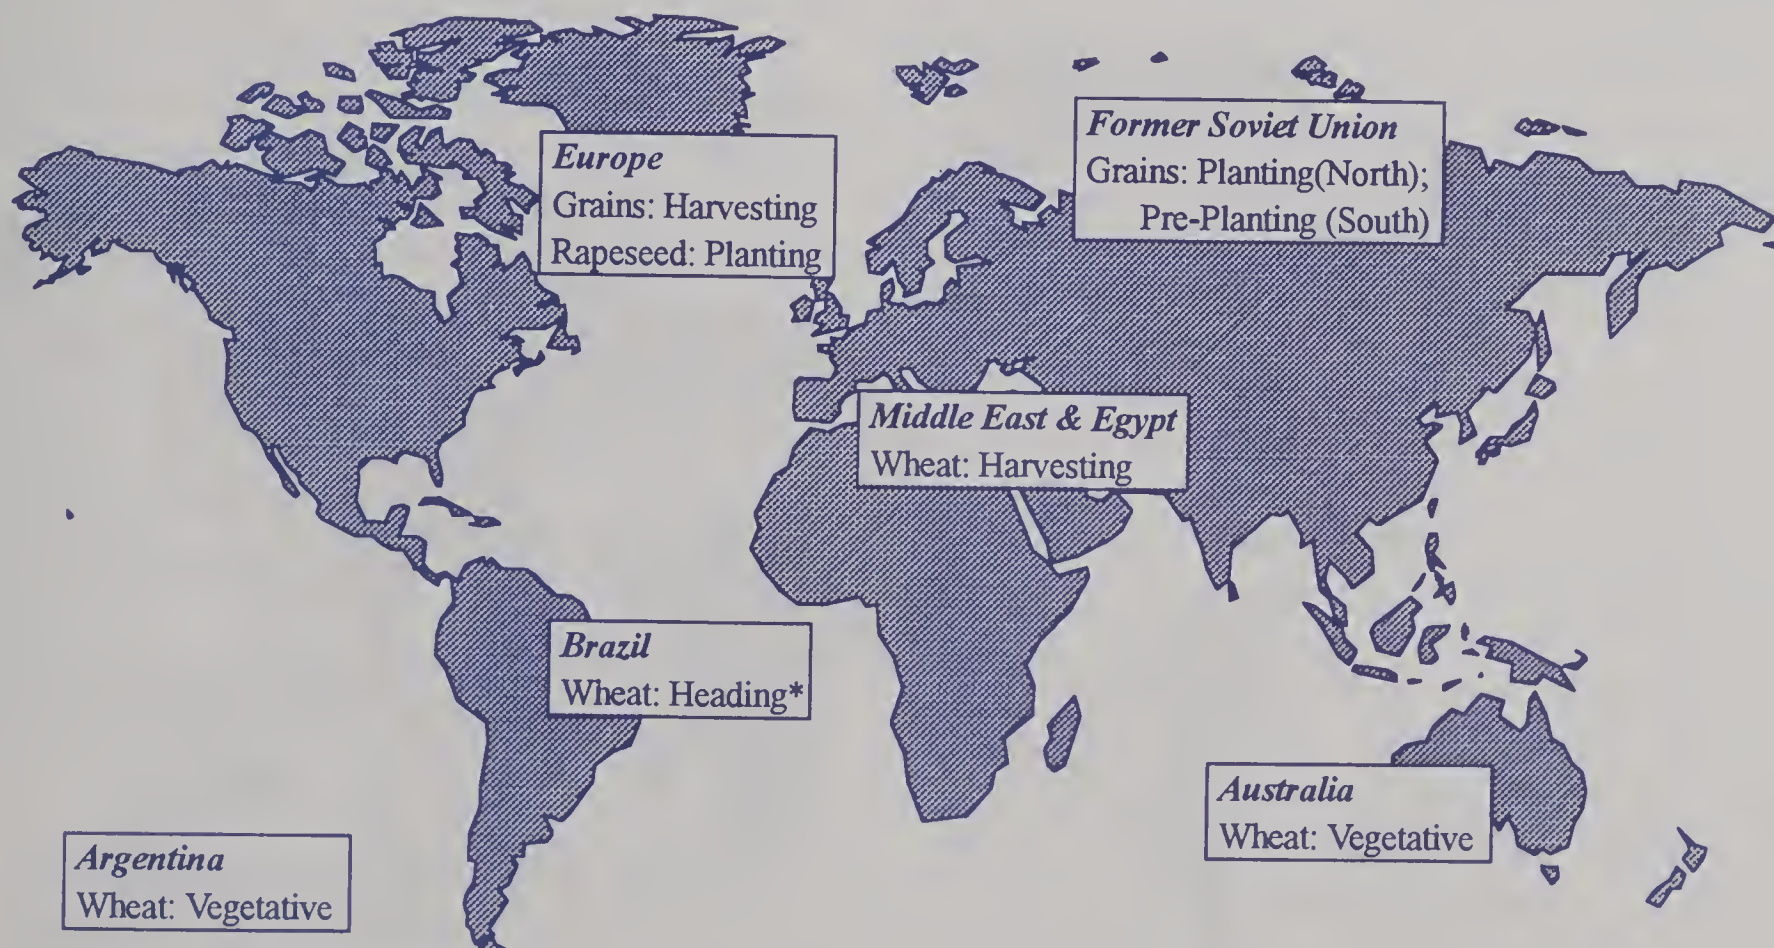 Europe
Grains: Harvesting
Rapeseed: Planting
Former Soviet Union
Grains: Planting(North);
Pre-Planting (South)
Middle East & Egypt
Wheat: Harvesting
Brazil
Wheat: Heading*
Australia
Wheat: Vegetative
Argentina
Wheat: Vegetative